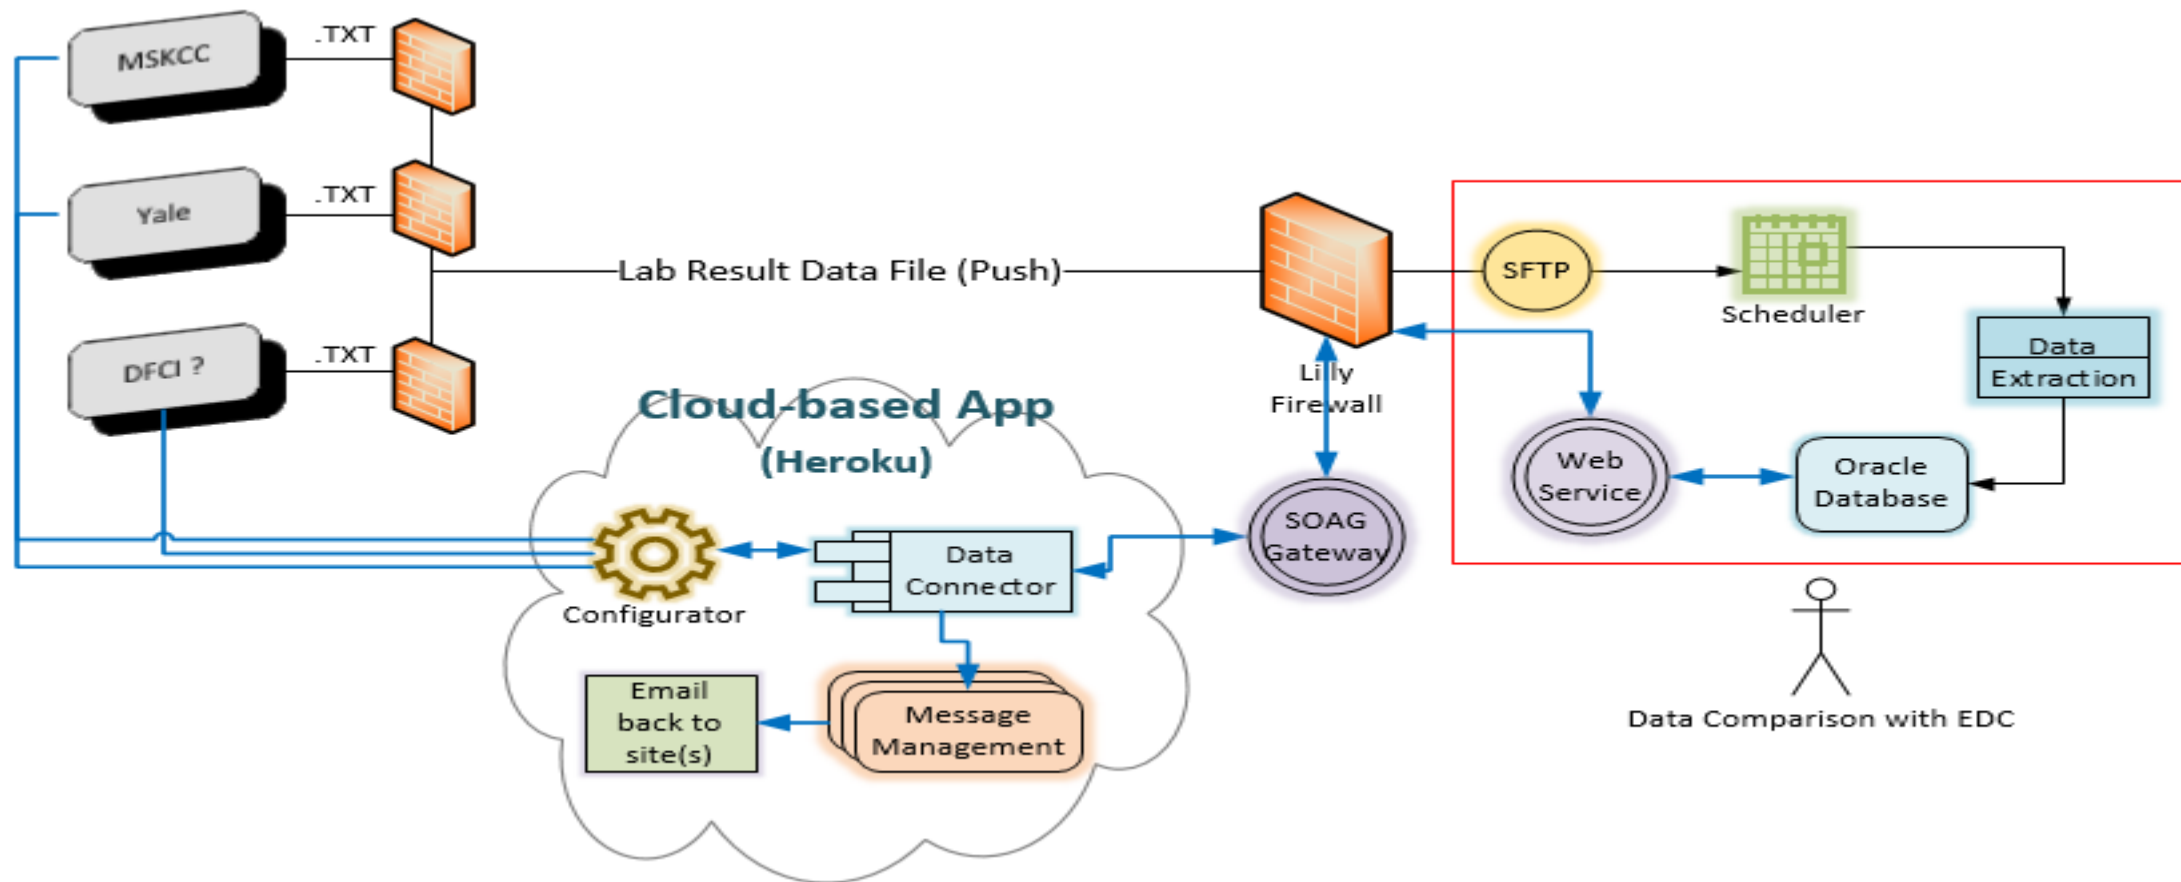 MSKCC
.TXT
Yale
.TXT
DFCI ?
.TXT
Lab Result Data File (Push)
Lilly
Firewall
SFTP
Scheduler
Data
Extraction
Oracle
Database
Web
Service
SOAG
Gateway
Cloud-based App
(Heroku)
Configurator
Data
Connector
Message
Management
Email
back to
site(s)
Data Comparison with EDC